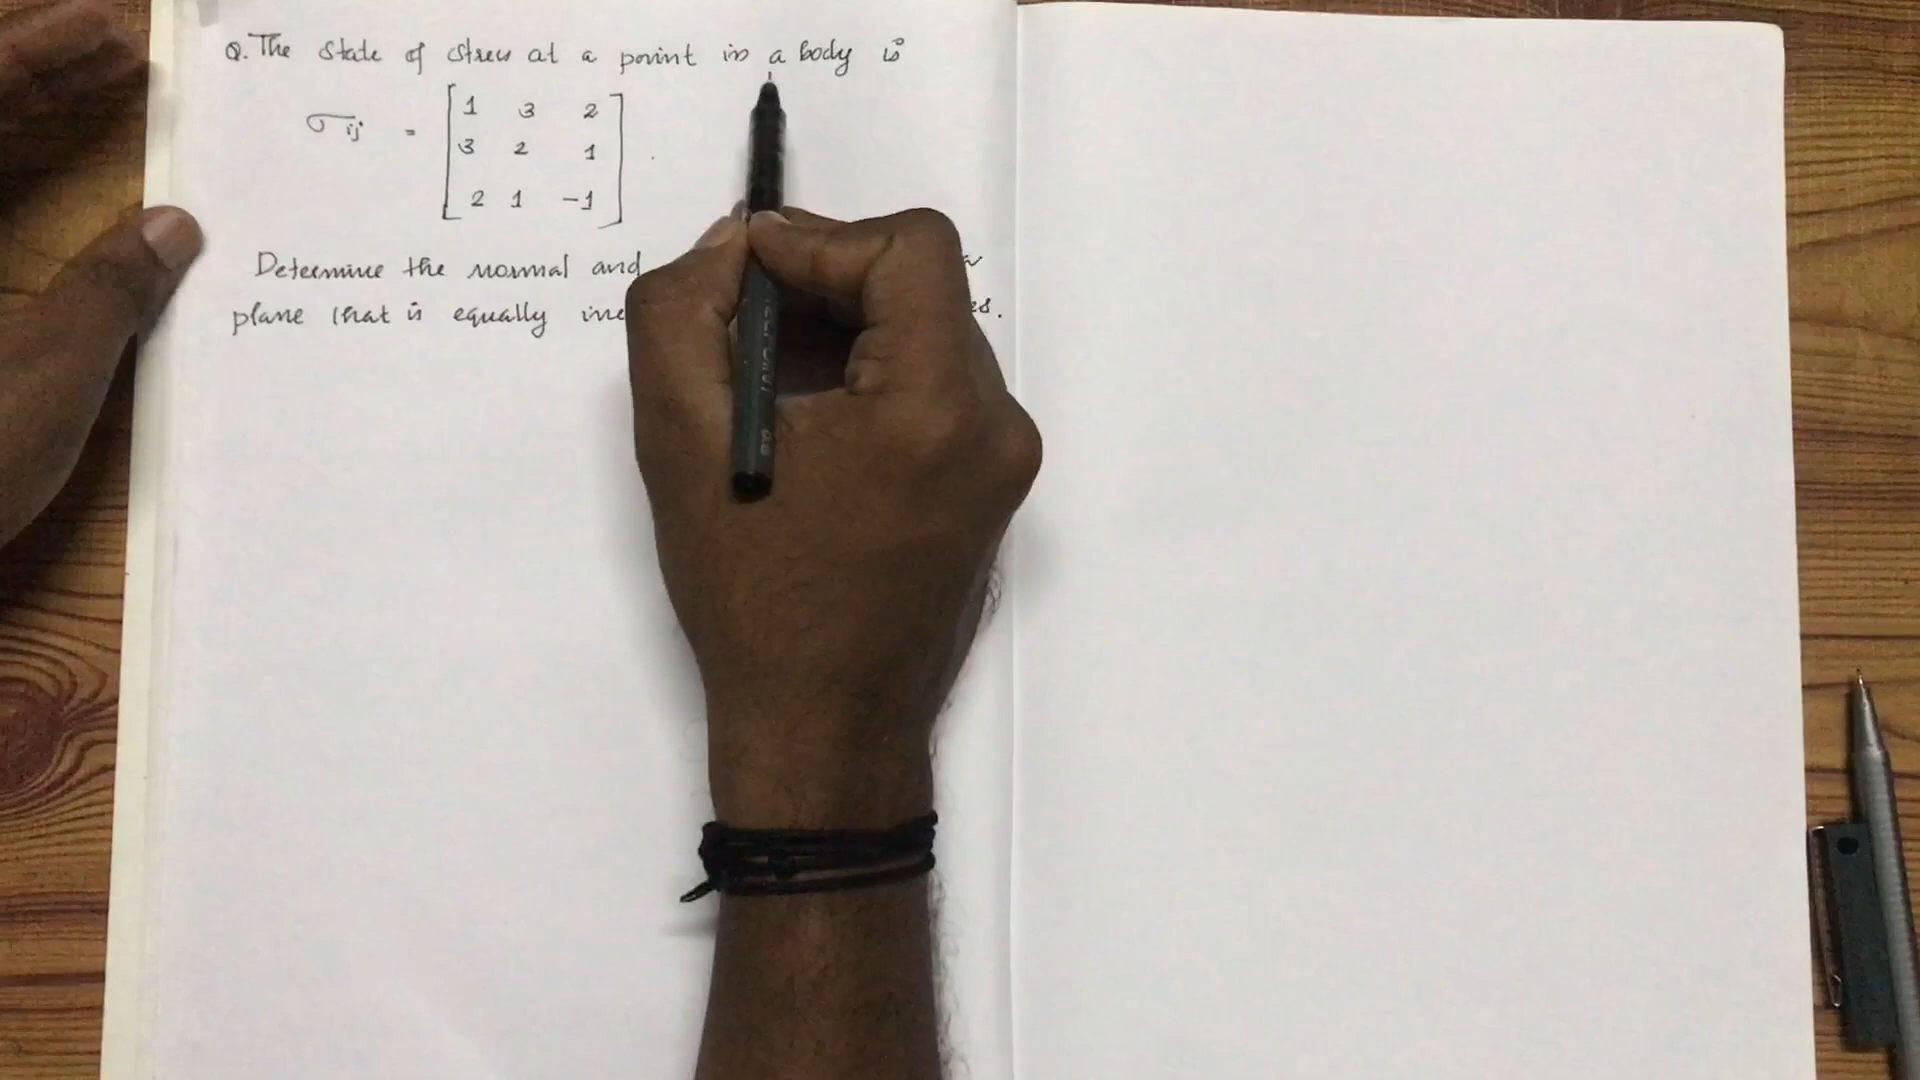 Q. The state of stress at a point in a body is
σij = [ 1 3 2
3 2 1
2 1 -1 ] .
Determine the normal and
plane that is equally